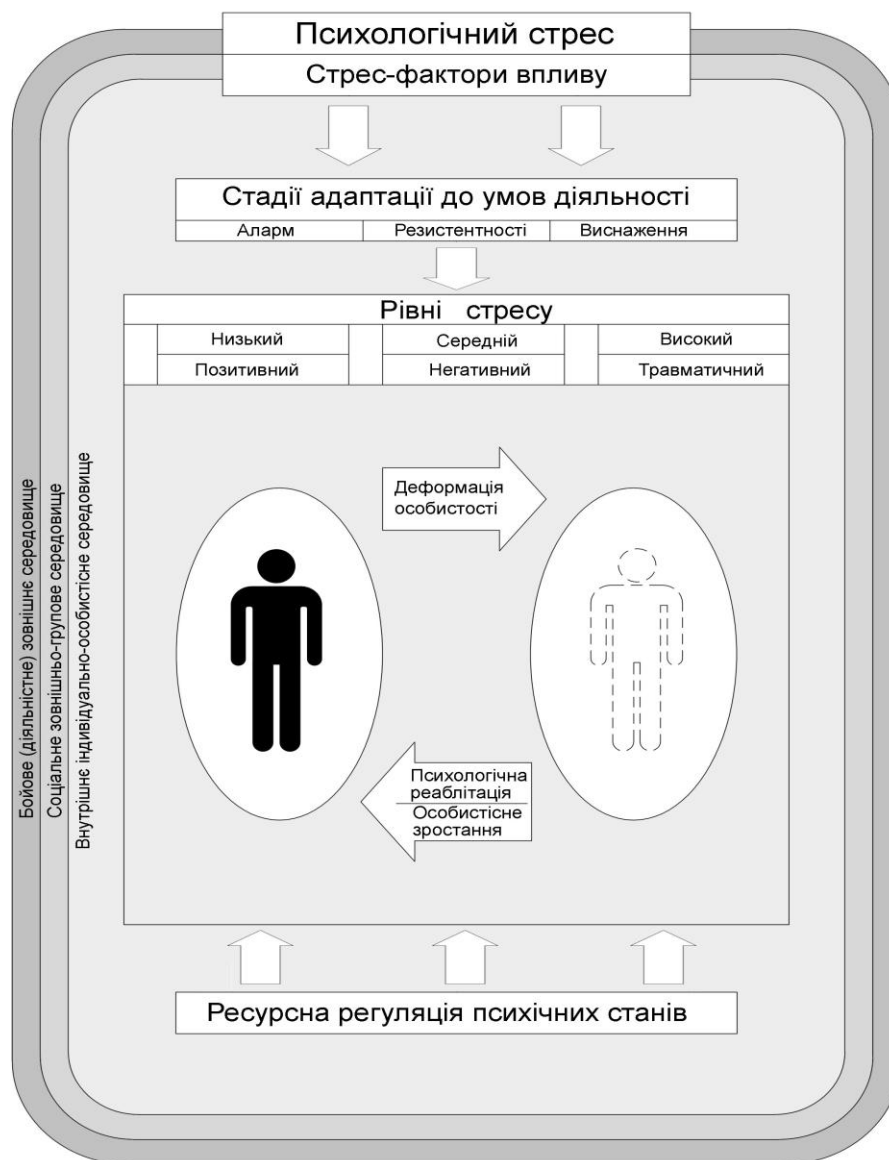 Психологічний стрес
Стрес-фактори впливу
Стадії адаптації до умов діяльності
Аларм
Резистентності
Виснаження
Рівні стресу
Низький
Середній
Високий
Позитивний
Негативний
Травматичний
Деформація
особистості
Психологічна
реаблітація
Особистісне
зростання
Ресурсна регуляція психічних станів
Бойове (діяльністне) зовнішнє середовище
Соціальне зовнішньо-групове середовище
Внутрішнє індивідуально-особистісне середовище